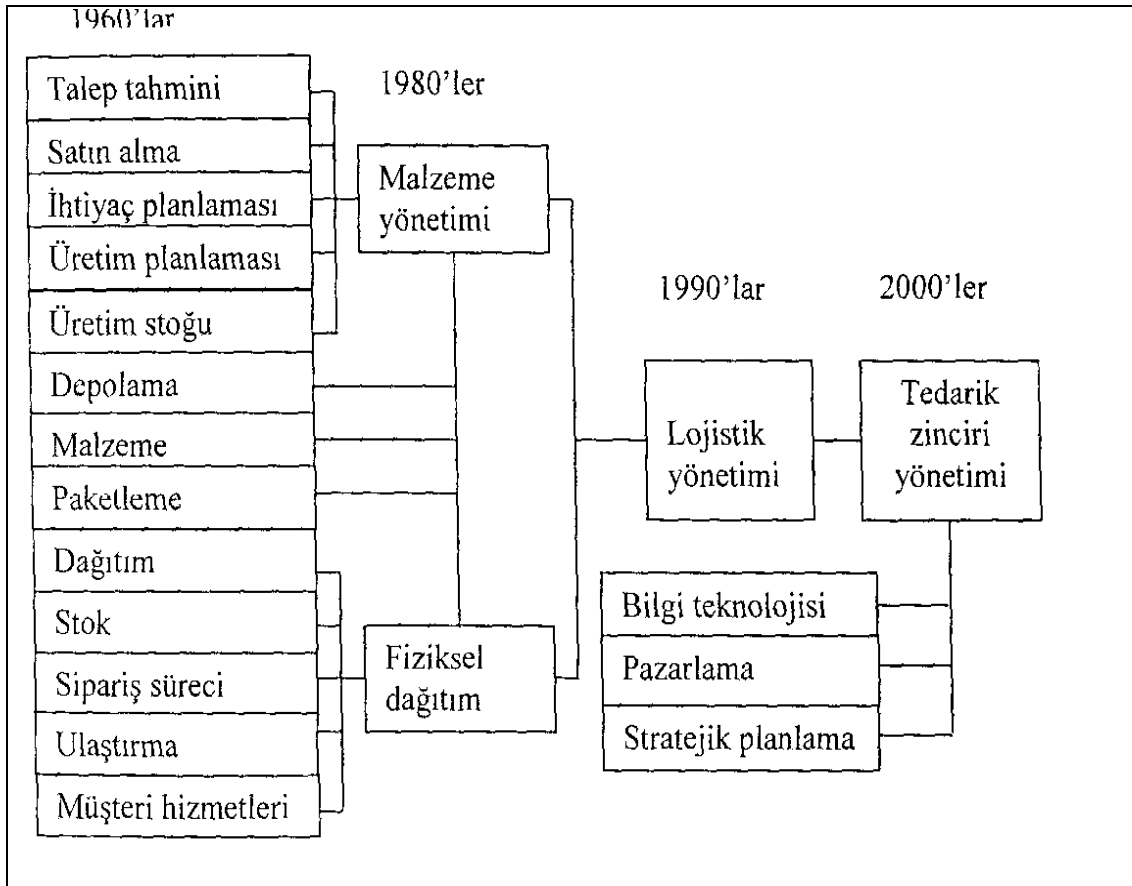 1960'lar
Talep tahmini
Satın alma
İhtiyaç planlaması
Üretim planlaması
Üretim stoğu
Depolama
Malzeme
Paketleme
Dağıtım
Stok
Sipariş süreci
Ulaştırma
Müşteri hizmetleri
1980'ler
Malzeme
yönetimi
Fiziksel
dağıtım
1990'lar
Lojistik
yönetimi
2000'ler
Tedarik
zinciri
yönetimi
Bilgi teknolojisi
Pazarlama
Stratejik planlama